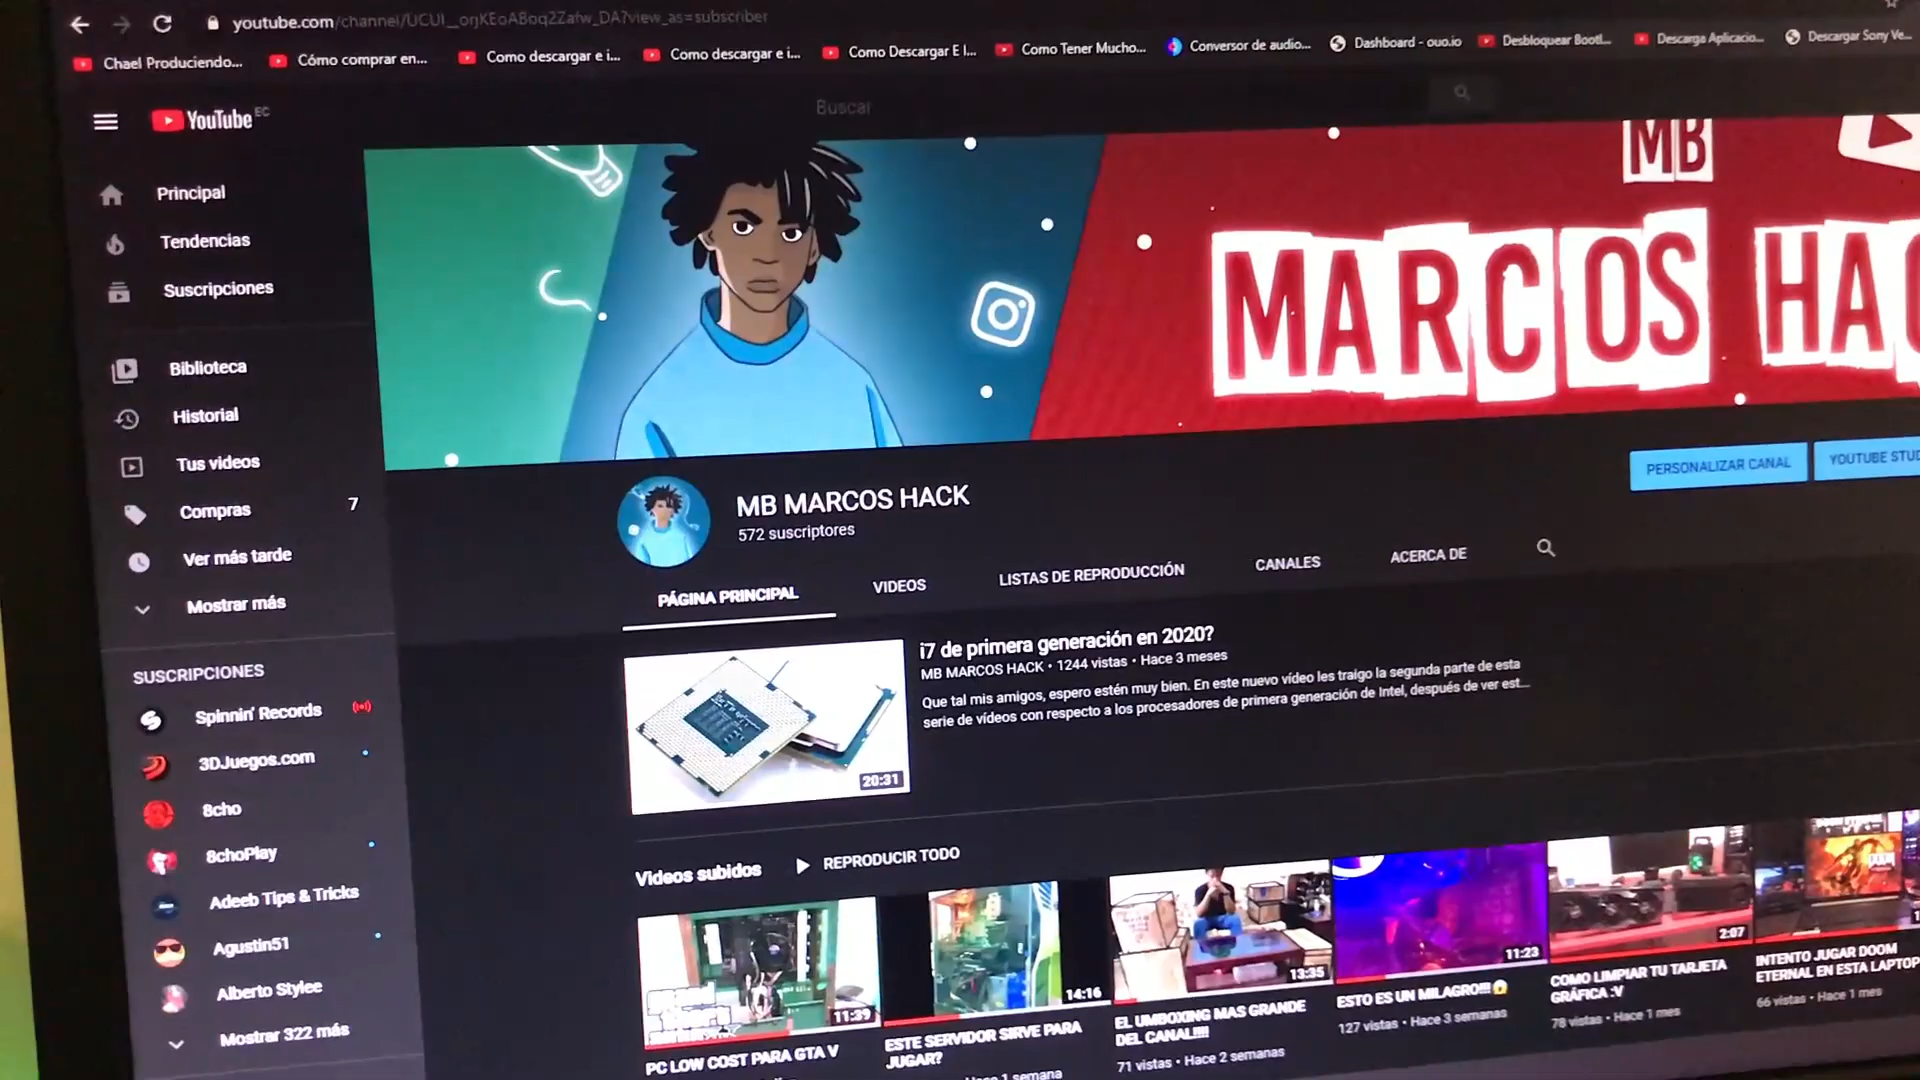 youtube.com/channel/UCUI_orjKEoABoq2Zafw_DA?view_as=subscriber
Chael Produciendo...
Cómo comprar en...
Como descargar e i...
Como descargar e i...
Como Descargar E I...
Como Tener Mucho...
Conversor de audio...
Dashboard - ouo.io
Desbloquear Bootl...
Descarga Aplicacio...
Descargar Sony Ve...
YouTube EC
Buscar
Principal
Tendencias
Suscripciones
Biblioteca
Historial
Tus videos
Compras 7
Ver más tarde
Mostrar más
SUSCRIPCIONES
Spinnin' Records
3DJuegos.com
8cho
8choPlay
Adeeb Tips & Tricks
Agustin51
Alberto Stylee
Mostrar 322 más
MB
MARCOS HAC
PERSONALIZAR CANAL
YOUTUBE STU
MB MARCOS HACK
572 suscriptores
PÁGINA PRINCIPAL
VIDEOS
LISTAS DE REPRODUCCIÓN
CANALES
ACERCA DE
20:31
i7 de primera generación en 2020?
MB MARCOS HACK • 1244 vistas • Hace 3 meses
Que tal mis amigos, espero estén muy bien. En este nuevo vídeo les traigo la segunda parte de esta
serie de vídeos con respecto a los procesadores de primera generación de Intel, después de ver est...
Videos subidos
REPRODUCIR TODO
11:39
PC LOW COST PARA GTA V
14:16
ESTE SERVIDOR SIRVE PARA
JUGAR?
1 semana
13:35
EL UMBOXING MAS GRANDE
DEL CANAL!!!!
71 vistas • Hace 2 semanas
11:23
ESTO ES UN MILAGRO!!!
127 vistas • Hace 3 semanas
2:07
COMO LIMPIAR TU TARJETA
GRÁFICA :V
78 vistas • Hace 1 mes
INTENTO JUGAR DOOM
ETERNAL EN ESTA LAPTOP
66 vistas • Hace 1 mes